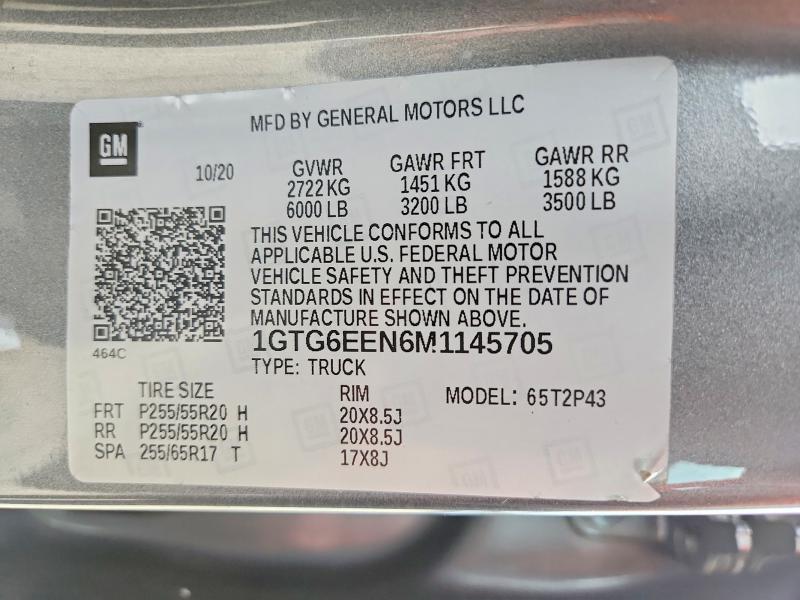 MFD BY GENERAL MOTORS LLC
GM
10/20
GVWR GAWR FRT GAWR RR
2722 KG 1451 KG 1588 KG
6000 LB 3200 LB 3500 LB
THIS VEHICLE CONFORMS TO ALL
APPLICABLE U.S. FEDERAL MOTOR
VEHICLE SAFETY AND THEFT PREVENTION
STANDARDS IN EFFECT ON THE DATE OF
MANUFACTURE SHOWN ABOVE.
1GTG6EEN6M1145705
464C
TYPE: TRUCK
TIRE SIZE RIM MODEL: 65T2P43
FRT P255/55R20 H 20X8.5J
RR P255/55R20 H 20X8.5J
SPA 255/65R17 T 17X8J